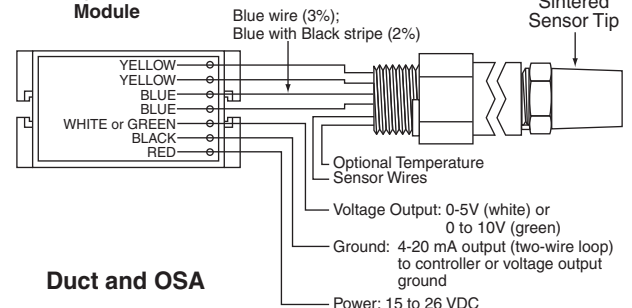 Module
Blue wire (3%);
Blue with Black stripe (2%)
Sintered
Sensor Tip
YELLOW
YELLOW
BLUE
BLUE
WHITE or GREEN
BLACK
RED
Optional Temperature
Sensor Wires
Voltage Output: 0-5V (white) or
0 to 10V (green)
Ground: 4-20 mA output (two-wire loop)
to controller or voltage output
ground
Duct and OSA
Power: 15 to 26 VDC